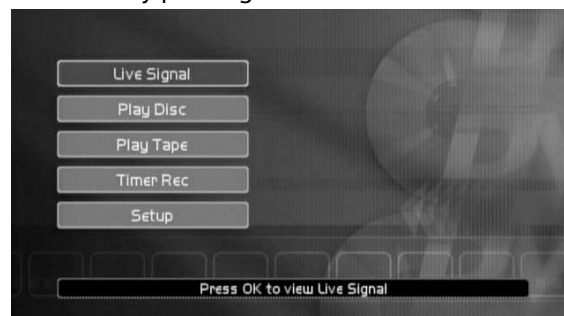 Live Signal
Play Disc
Play Tape
Timer Rec
Setup
Press OK to view Live Signal